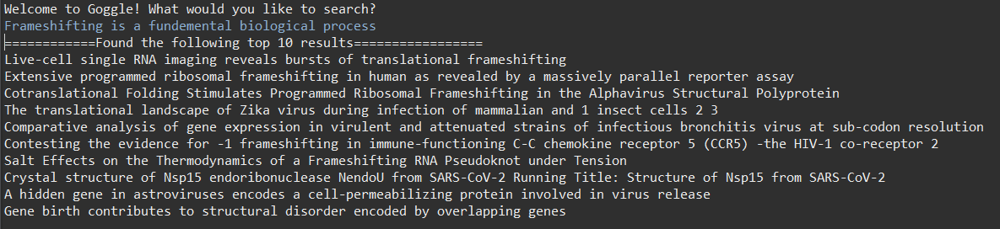 Welcome to Goggle! What would you like to search?
Frameshifting is a fundemental biological process
============Found the following top 10 results=================
Live-cell single RNA imaging reveals bursts of translational frameshifting
Extensive programmed ribosomal frameshifting in human as revealed by a massively parallel reporter assay
Cotranslational Folding Stimulates Programmed Ribosomal Frameshifting in the Alphavirus Structural Polyprotein
The translational landscape of Zika virus during infection of mammalian and 1 insect cells 2 3
Comparative analysis of gene expression in virulent and attenuated strains of infectious bronchitis virus at sub-codon resolution
Contesting the evidence for -1 frameshifting in immune-functioning C-C chemokine receptor 5 (CCR5) -the HIV-1 co-receptor 2
Salt Effects on the Thermodynamics of a Frameshifting RNA Pseudoknot under Tension
Crystal structure of Nsp15 endoribonuclease NendoU from SARS-CoV-2 Running Title: Structure of Nsp15 from SARS-CoV-2
A hidden gene in astroviruses encodes a cell-permeabilizing protein involved in virus release
Gene birth contributes to structural disorder encoded by overlapping genes